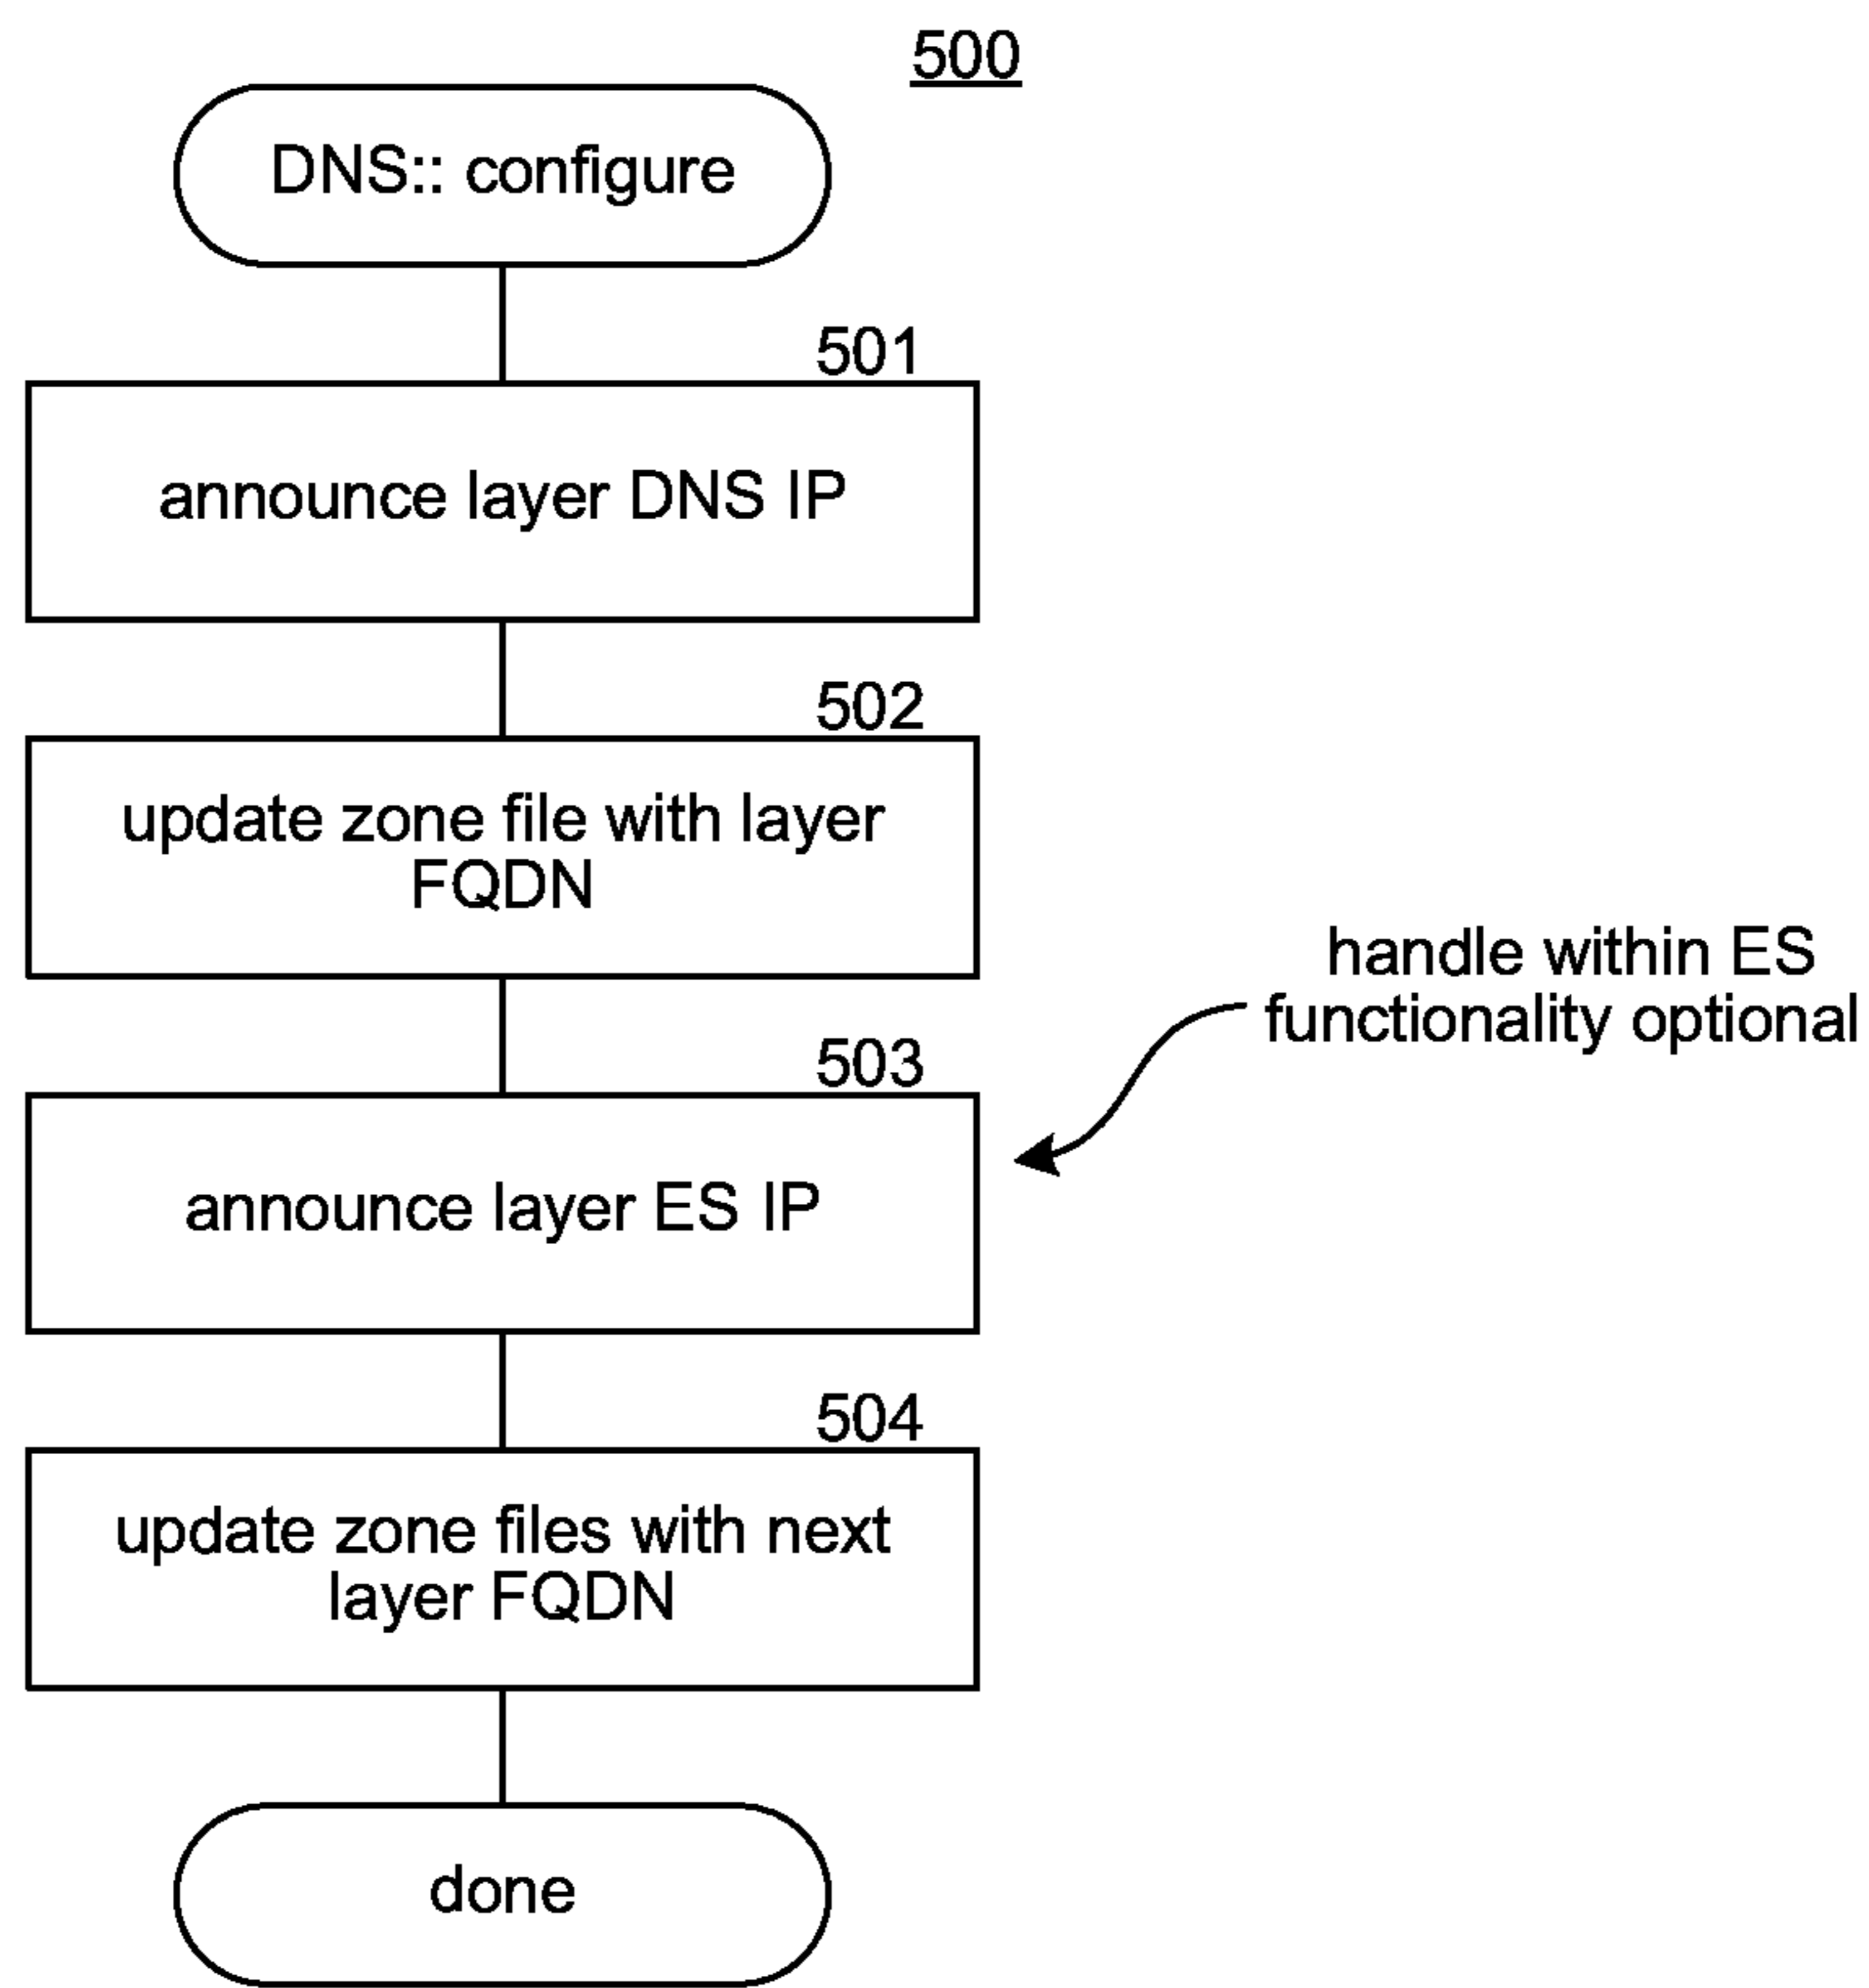 500
DNS:: configure
501
announce layer DNS IP
502
update zone file with layer
FQDN
handle within ES
functionality optional
503
announce layer ES IP
504
update zone files with next
layer FQDN
done